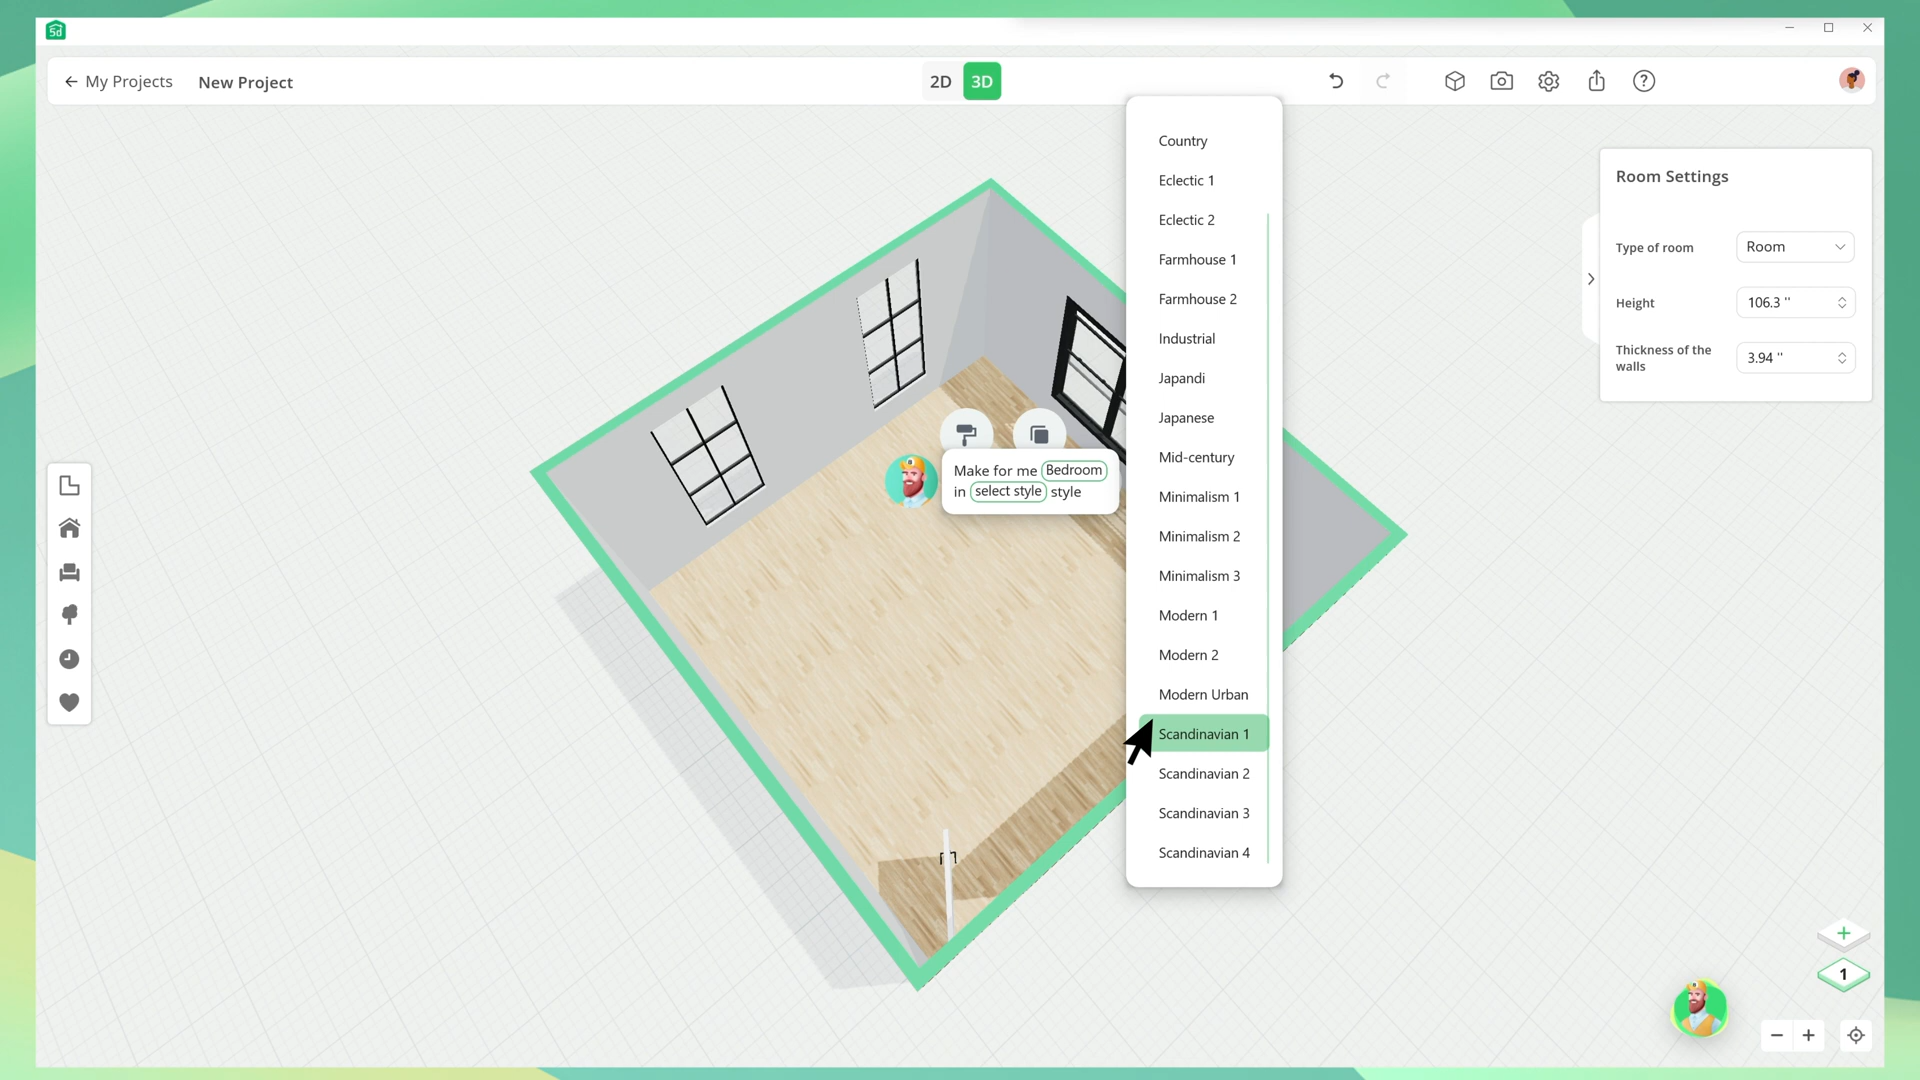 5d
My Projects
New Project
2D
3D
Country
Eclectic 1
Eclectic 2
Farmhouse 1
Farmhouse 2
Industrial
Japandi
Japanese
Mid-century
Minimalism 1
Minimalism 2
Minimalism 3
Modern 1
Modern 2
Modern Urban
Scandinavian 1
Scandinavian 2
Scandinavian 3
Scandinavian 4
Make for me Bedroom
in select style style
Room Settings
Type of room
Room
Height
106.3 ''
Thickness of the
walls
3.94 ''
1